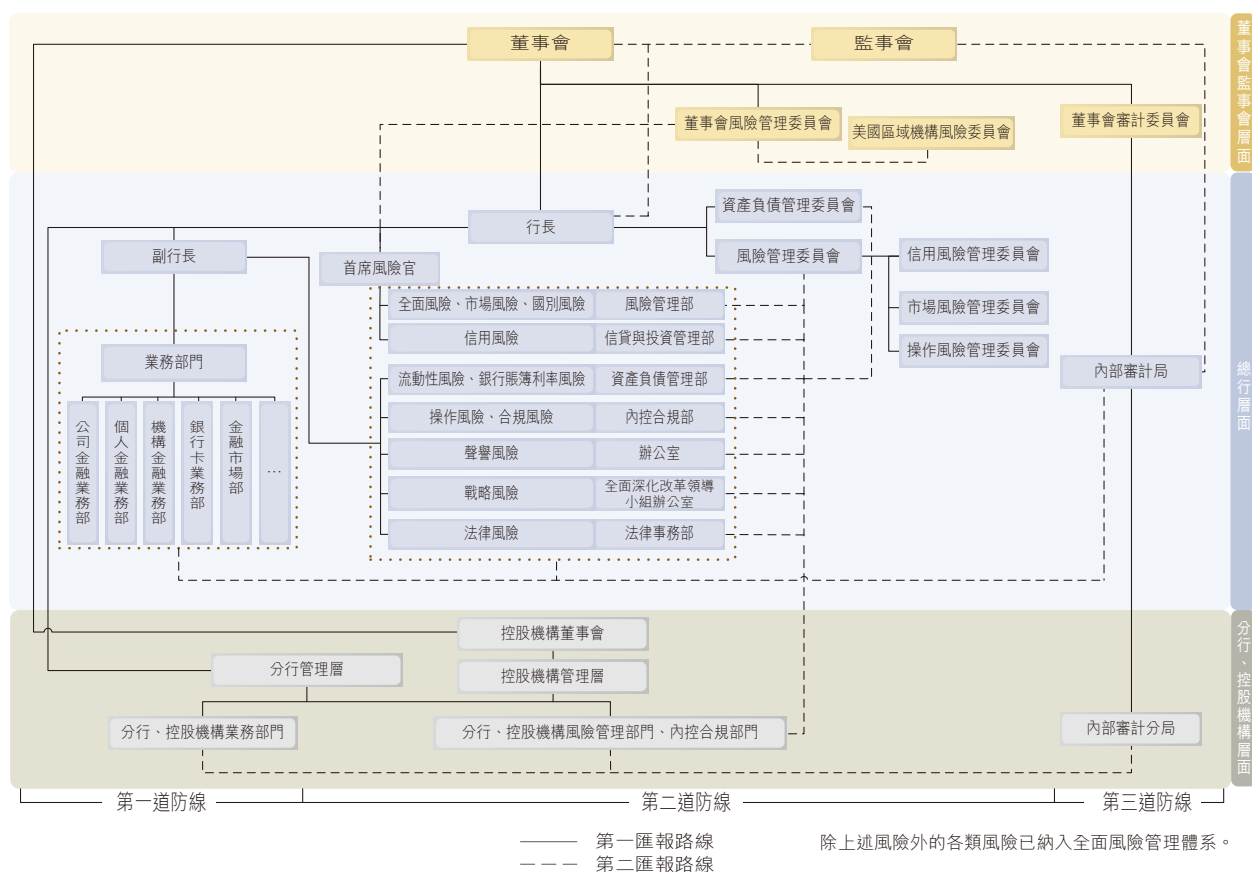 董事會
監事會
董事會監事會層面
董事會風險管理委員會
美國區域機構風險委員會
董事會審計委員會
行長
資產負債管理委員會
副行長
首席風險官
風險管理委員會
信用風險管理委員會
市場風險管理委員會
操作風險管理委員會
全面風險、市場風險、國別風險
風險管理部
信用風險
信貸與投資管理部
流動性風險、銀行賬簿利率風險
資產負債管理部
操作風險、合規風險
內控合規部
聲譽風險
辦公室
戰略風險
全面深化改革領導
小組辦公室
法律風險
法律事務部
業務部門
公司金融業務部
個人金融業務部
機構金融業務部
銀行卡業務部
金融市場部
…
內部審計局
總行層面
控股機構董事會
分行管理層
控股機構管理層
分行、控股機構業務部門
分行、控股機構風險管理部門、內控合規部門
內部審計分局
分行、控股機構層面
第一道防線
第二道防線
第三道防線
第一匯報路線
第二匯報路線
除上述風險外的各類風險已納入全面風險管理體系。